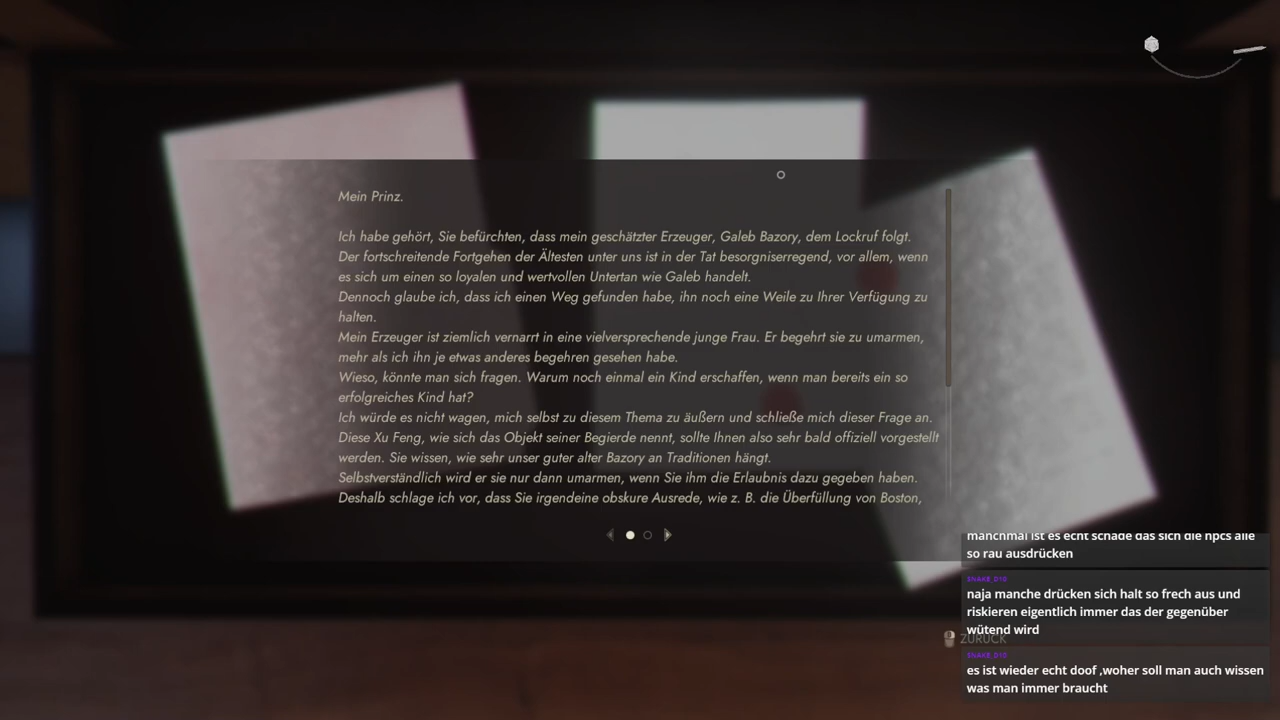 Mein Prinz.
Ich habe gehört, Sie befürchten, dass mein geschätzter Erzeuger, Galeb Bazory, dem Lockruf folgt.
Der fortschreitende Fortgehen der Ältesten unter uns ist in der Tat besorgniserregend, vor allem, wenn
es sich um einen so loyalen und wertvollen Untertan wie Galeb handelt.
Dennoch glaube ich, dass ich einen Weg gefunden habe, ihn noch eine Weile zu Ihrer Verfügung zu
halten.
Mein Erzeuger ist ziemlich vernarrt in eine vielversprechende junge Frau. Er begehrt sie zu umarmen,
mehr als ich ihn je etwas anderes begehren gesehen habe.
Wieso, könnte man sich fragen. Warum noch einmal ein Kind erschaffen, wenn man bereits ein so
erfolgreiches Kind hat?
Ich würde es nicht wagen, mich selbst zu diesem Thema zu äußern und schließe mich dieser Frage an.
Diese Xu Feng, wie sich das Objekt seiner Begierde nennt, sollte Ihnen also sehr bald offiziell vorgestellt
werden. Sie wissen, wie sehr unser guter alter Bazory an Traditionen hängt.
Selbstverständlich wird er sie nur dann umarmen, wenn Sie ihm die Erlaubnis dazu gegeben haben.
Deshalb schlage ich vor, dass Sie irgendeine obskure Ausrede, wie z. B. die Überfüllung von Boston,
manchmal ist es echt schade das sich die npcs alle
so rau ausdrücken
SNAKE_D10
naja manche drücken sich halt so frech aus und
riskieren eigentlich immer das der gegenüber
wütend wird
ZURÜCK
SNAKE_D10
es ist wieder echt doof ,woher soll man auch wissen
was man immer braucht